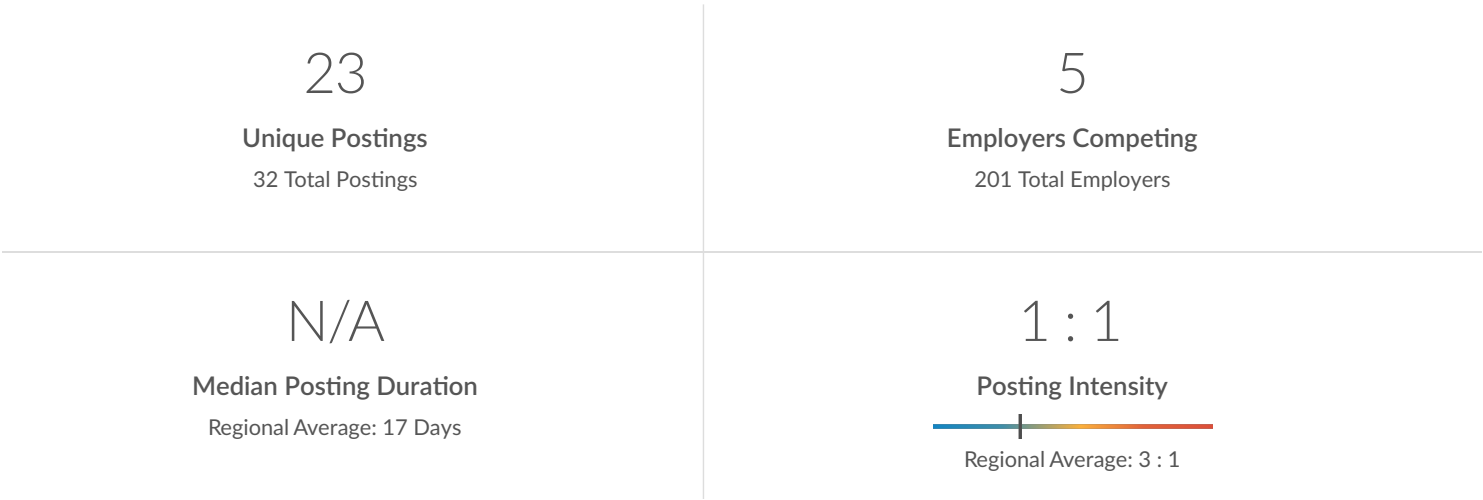 23
Unique Postings
32 Total Postings
5
Employers Competing
201 Total Employers
N/A
Median Posting Duration
Regional Average: 17 Days
1 : 1
Posting Intensity
Regional Average: 3 : 1